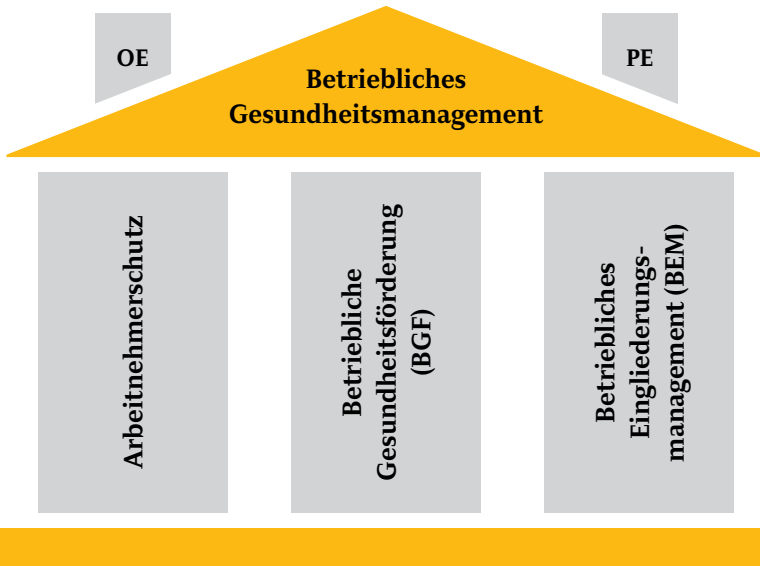 OE
PE
Betriebliches
Gesundheitsmanagement
Arbeitnehmerschutz
Betriebliche
Gesundheitsförderung
(BGF)
Betriebliches
Eingliederungs-
management (BEM)